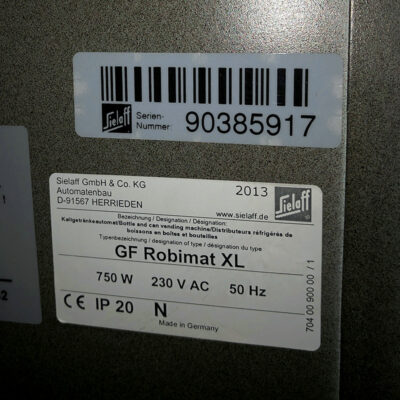 Sielaff
Serien-
Nummer:
90385917
Sielaff GmbH & Co. KG
Automatenbau
D-91567 HERRIEDEN
2013
www.sielaff.de
Sielaff
Bezeichnung / Designation / Désignation:
Kaltgetränkeautomat/Bottle and can vending machine/Distributeurs réfrigérés de
boissons en boîtes et bouteilles
Typenbezeichnung / designation of type / désignation du type
GF Robimat XL
750 W 230 V AC 50 Hz
CE IP 20 N
Made in Germany
704 00 900 00 / 1